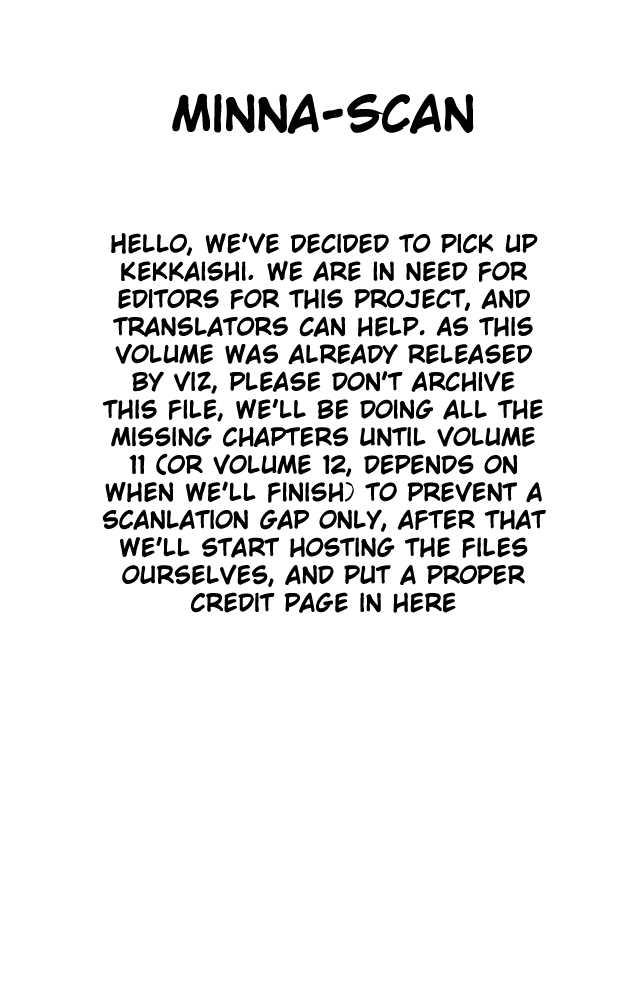 MINNA-SCAN
HELLO, WE'VE DECIDED TO PICK UP
KEKKAISHI. WE ARE IN NEED FOR
EDITORS FOR THIS PROJECT, AND
TRANSLATORS CAN HELP. AS THIS
VOLUME WAS ALREADY RELEASED
BY VIZ, PLEASE DON'T ARCHIVE
THIS FILE, WE'LL BE DOING ALL THE
MISSING CHAPTERS UNTIL VOLUME
11 (OR VOLUME 12, DEPENDS ON
WHEN WE'LL FINISH) TO PREVENT A
SCANLATION GAP ONLY, AFTER THAT
WE'LL START HOSTING THE FILES
OURSELVES, AND PUT A PROPER
CREDIT PAGE IN HERE